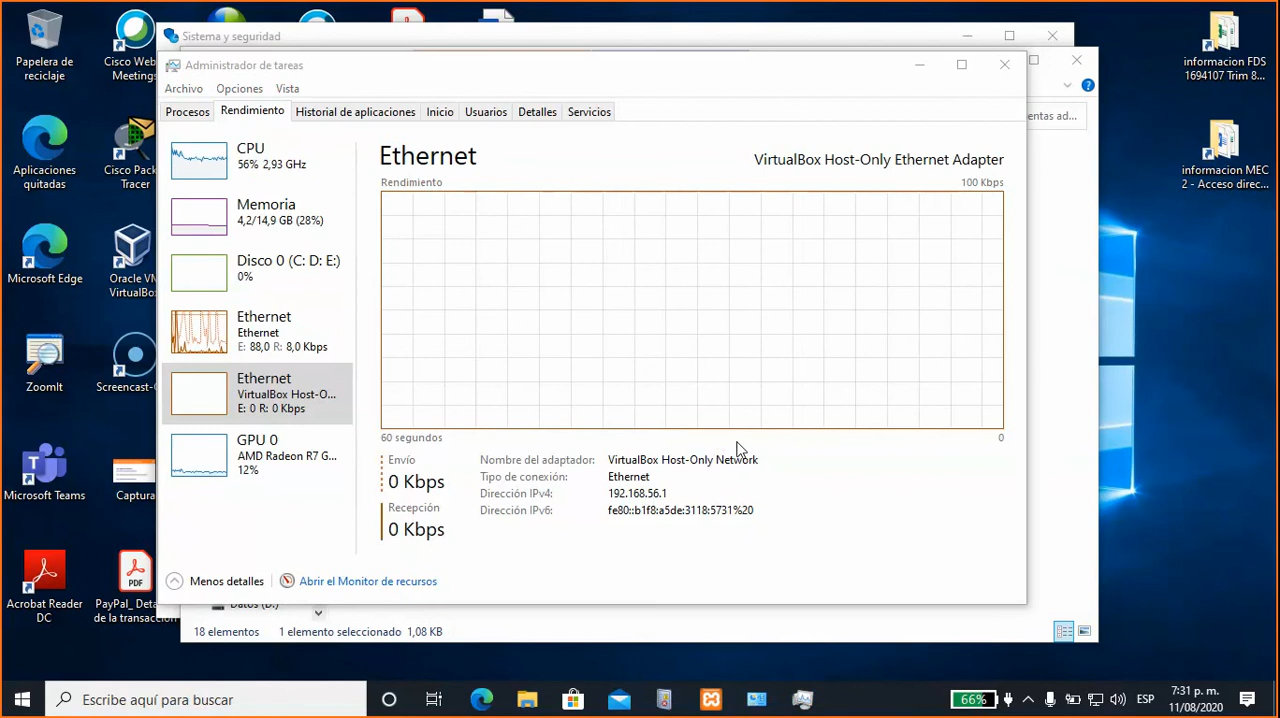 Papelera de
reciclaje
Cisco Web
Meetings
Aplicaciones
quitadas
Cisco Pack
Tracer
Microsoft Edge
Oracle VM
VirtualBox
ZoomIt
Screencast-O
Microsoft Teams
Captura
Acrobat Reader
DC
PayPal_ Deta
de la transacción
informacion FDS
1694107 Trim 8...
informacion MEC
2 - Acceso direc...
Sistema y seguridad
entas ad...
Administrador de tareas
Archivo Opciones Vista
Procesos Rendimiento Historial de aplicaciones Inicio Usuarios Detalles Servicios
CPU
56% 2,93 GHz
Memoria
4,2/14,9 GB (28%)
Disco 0 (C: D: E:)
0%
Ethernet
Ethernet
E: 88,0 R: 8,0 Kbps
Ethernet
VirtualBox Host-O...
E: 0 R: 0 Kbps
GPU 0
AMD Radeon R7 G...
12%
Ethernet VirtualBox Host-Only Ethernet Adapter
Rendimiento 100 Kbps
60 segundos 0
Envío
0 Kbps
Recepción
0 Kbps
Nombre del adaptador: VirtualBox Host-Only Network
Tipo de conexión: Ethernet
Dirección IPv4: 192.168.56.1
Dirección IPv6: fe80::b1f8:a5de:3118:5731%20
Menos detalles Abrir el Monitor de recursos
Datos (D:)
18 elementos 1 elemento seleccionado 1,08 KB
Escribe aquí para buscar
66%
ESP
7:31 p. m.
11/08/2020